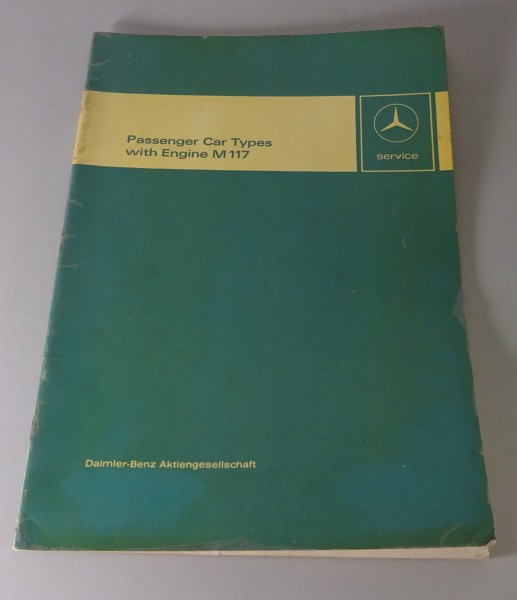 Passenger Car Types
with Engine M 117
service
Daimler-Benz Aktiengesellschaft